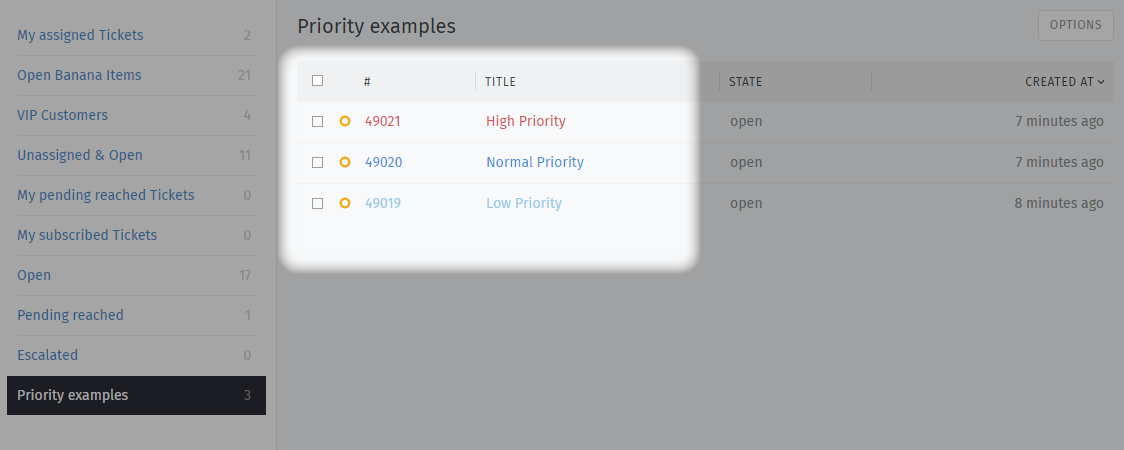 My assigned Tickets 2
Open Banana Items 21
VIP Customers 4
Unassigned & Open 11
My pending reached Tickets 0
My subscribed Tickets 0
Open 17
Pending reached 1
Escalated 0
Priority examples 3
Priority examples
OPTIONS
# TITLE STATE CREATED AT
49021 High Priority open 7 minutes ago
49020 Normal Priority open 7 minutes ago
49019 Low Priority open 8 minutes ago